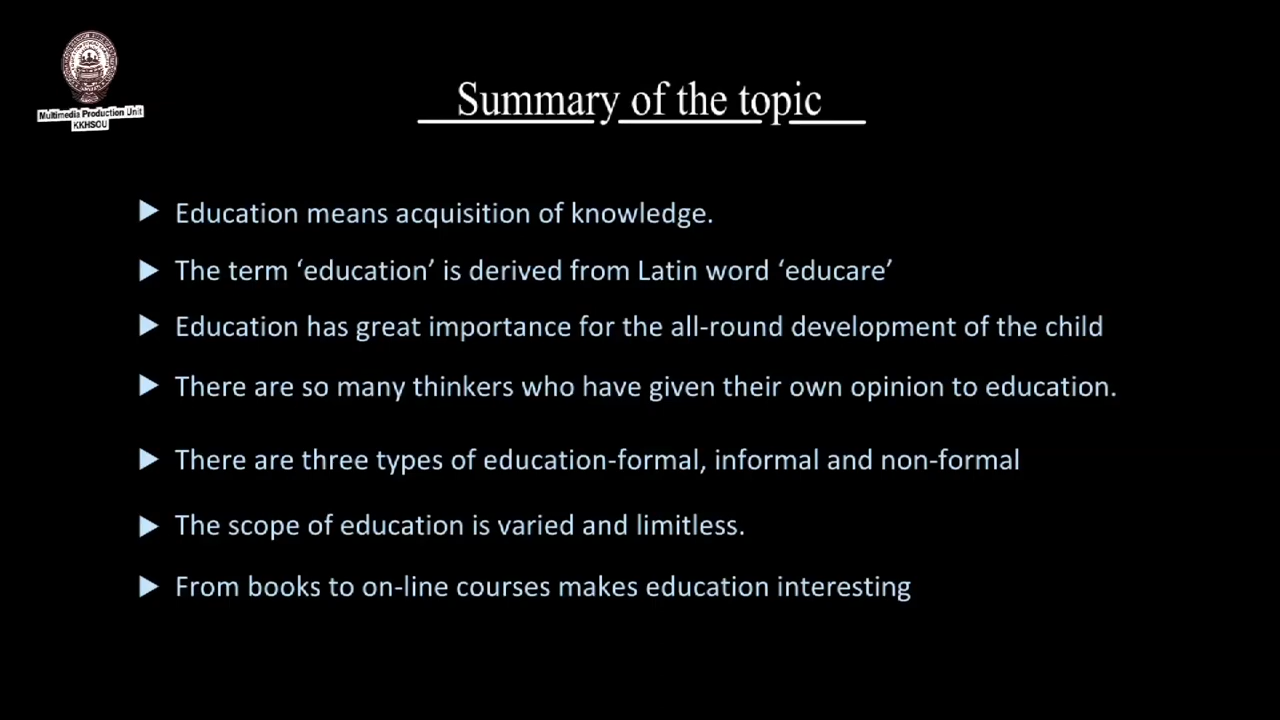 Multimedia Production Unit
KKHSOU
Summary of the topic
▶ Education means acquisition of knowledge.
▶ The term ‘education’ is derived from Latin word ‘educare’
▶ Education has great importance for the all-round development of the child
▶ There are so many thinkers who have given their own opinion to education.
▶ There are three types of education-formal, informal and non-formal
▶ The scope of education is varied and limitless.
▶ From books to on-line courses makes education interesting